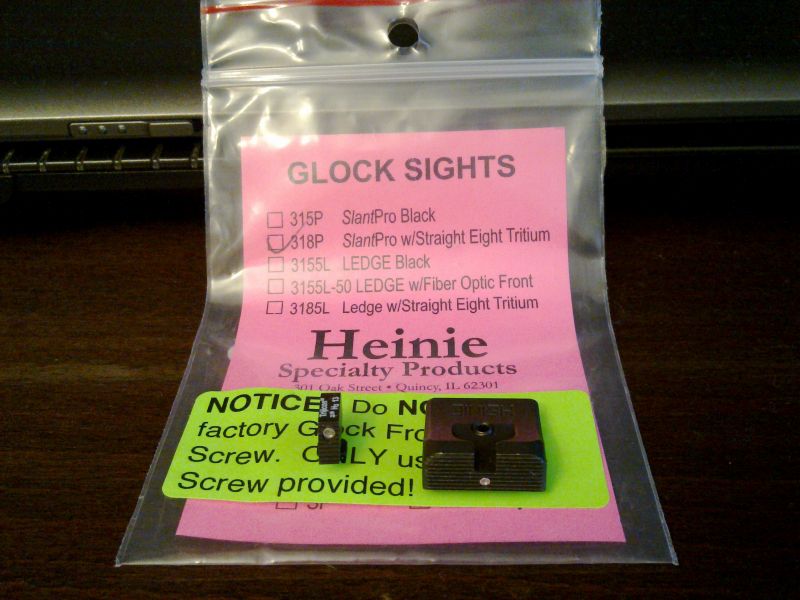 GLOCK SIGHTS
315P SlantPro Black
318P SlantPro w/Straight Eight Tritium
3155L LEDGE Black
3155L-50 LEDGE w/Fiber Optic Front
3185L Ledge w/Straight Eight Tritium
Heinie
Specialty Products
301 Oak Street • Quincy, IL 62301
NOTICE Do NO
factory Glock Fro
Screw. ONLY us
Screw provided!